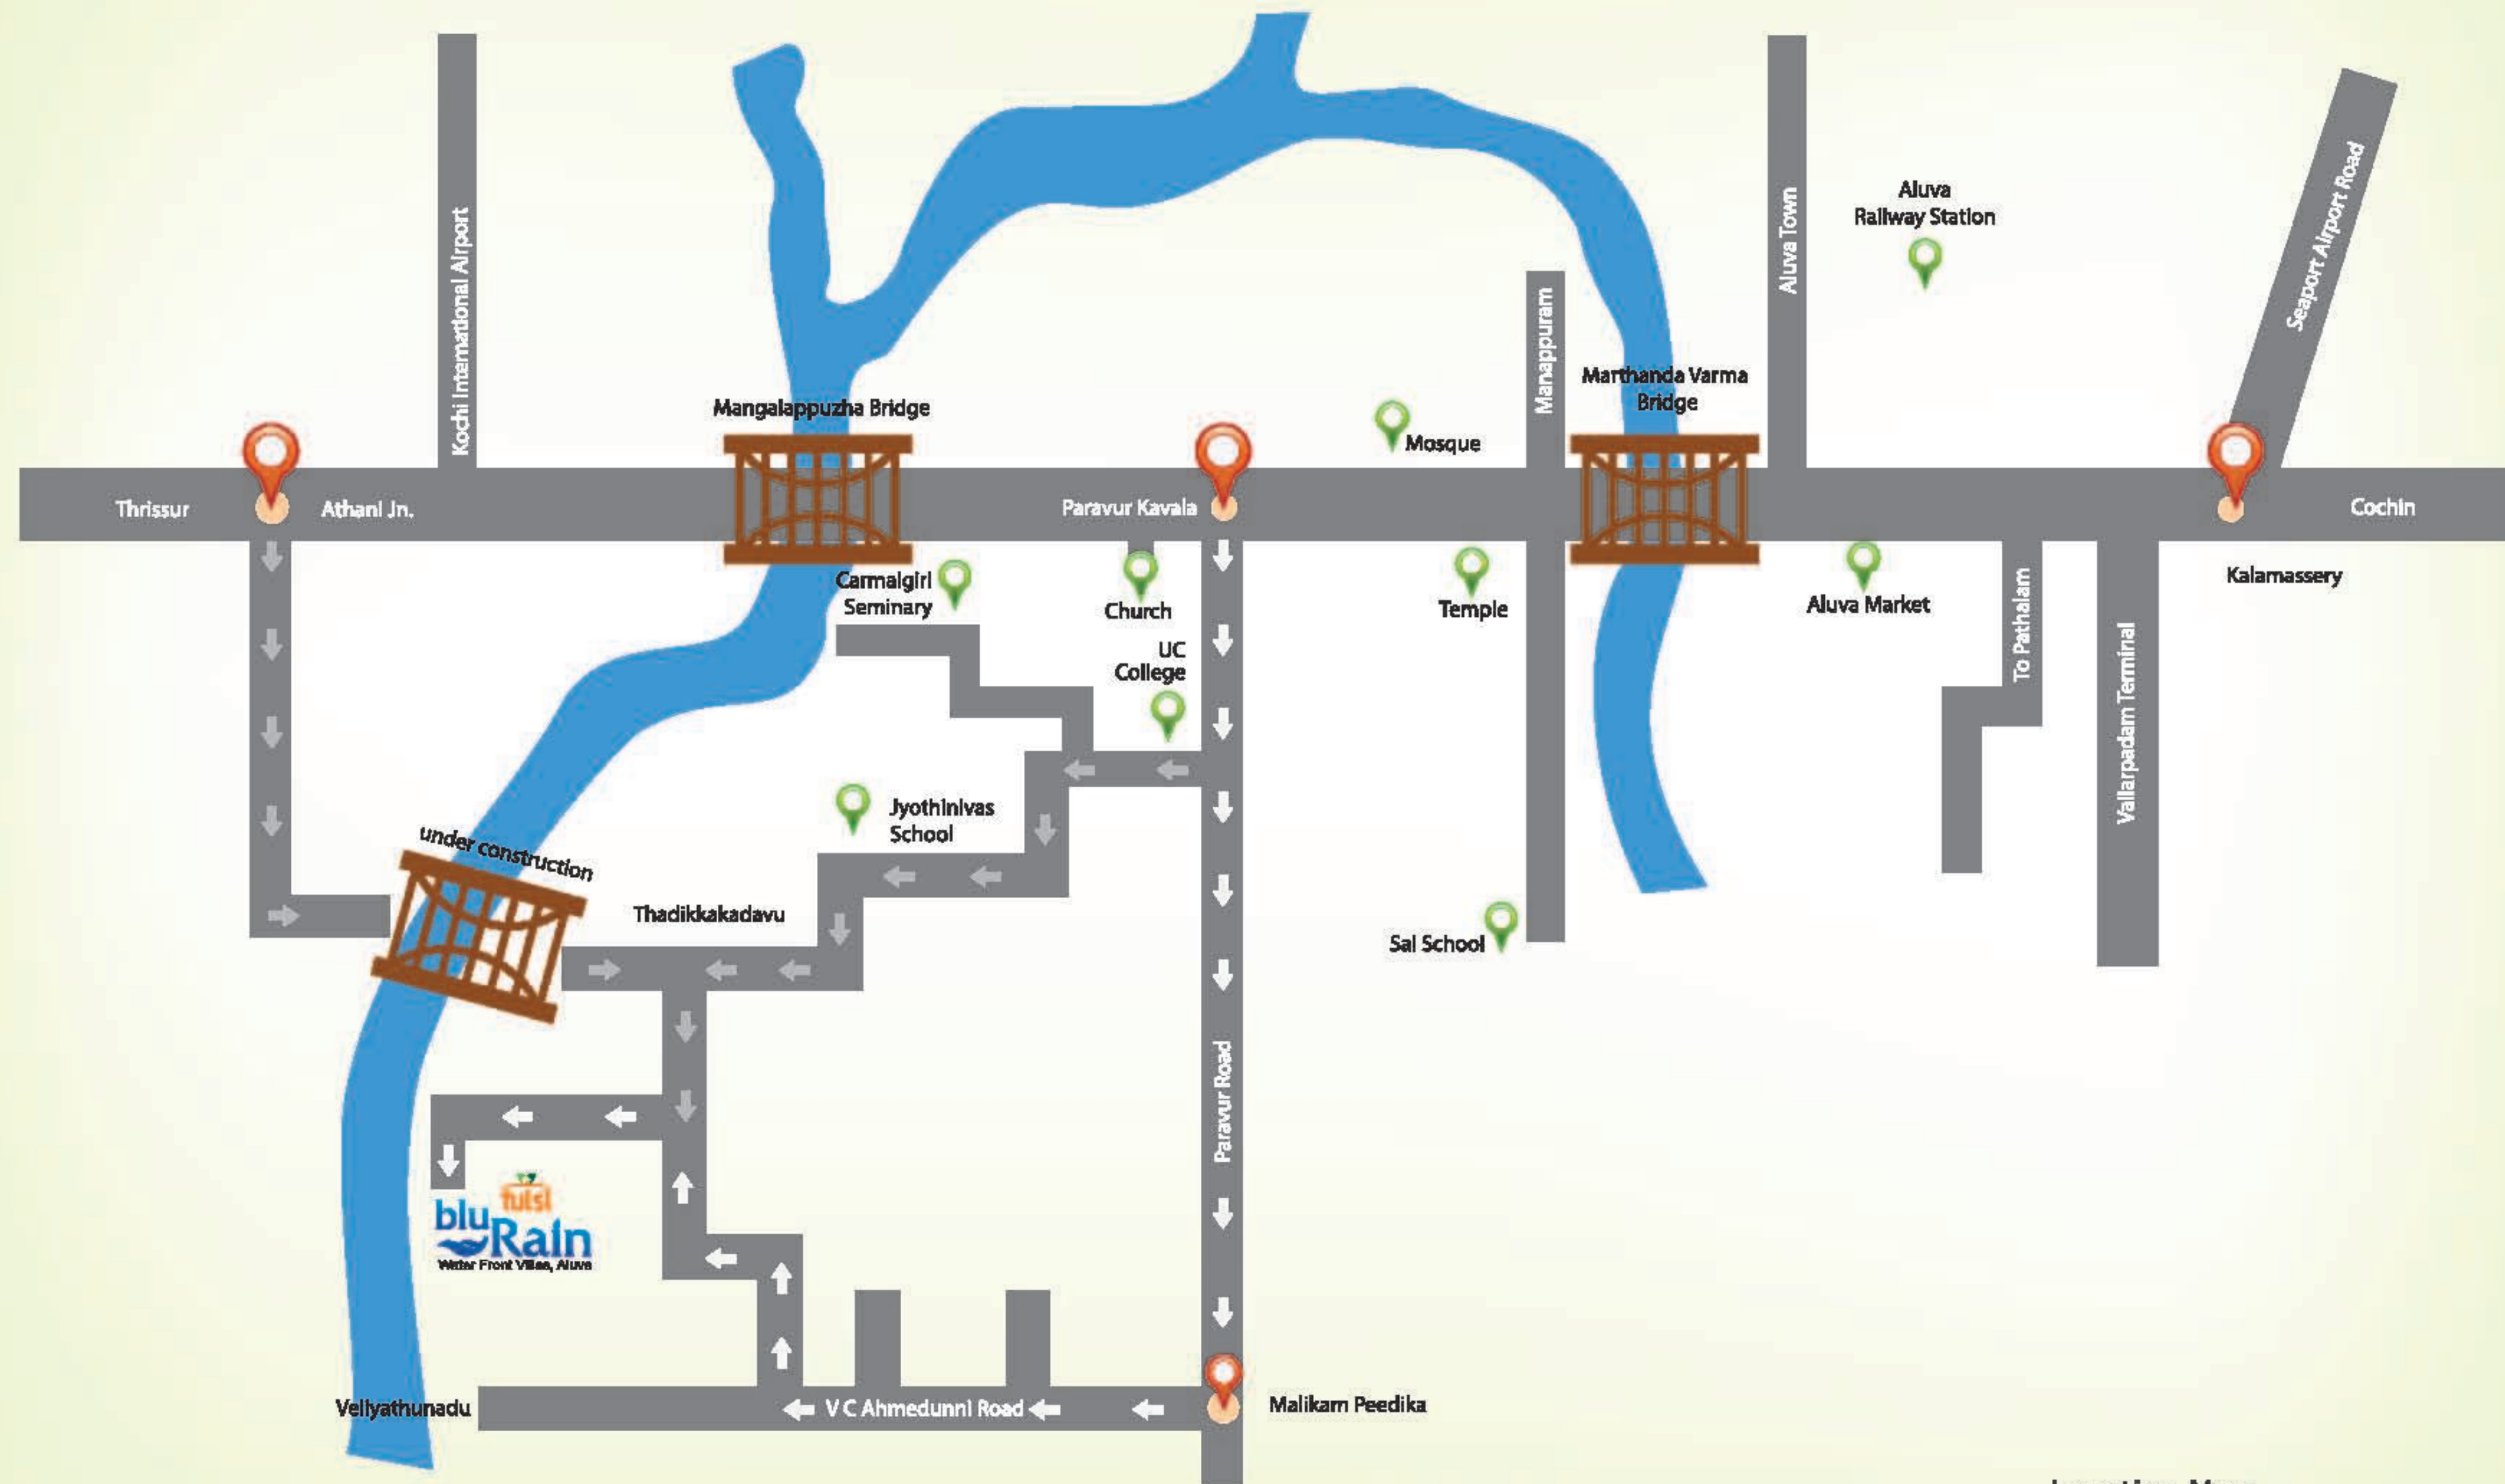 Kochi International Airport
Aluva Town
Aluva
Railway Station
Seaport Airport Road
Manappuram
Marthanda Varma
Bridge
Mangalappuzha Bridge
Mosque
Thrissur
Athani Jn.
Paravur Kavala
Cochin
Carmalgiri
Seminary
Church
Temple
Aluva Market
To Pathalam
Kalamassery
UC
College
Vallarpadam Terminal
Jyothinivas
School
under construction
Thadikkakadavu
Sai School
Paravur Road
tulsi
blu
Rain
Water Front Villas, Aluva
Veliyathunadu
V C Ahmedunni Road
Malikam Peedika